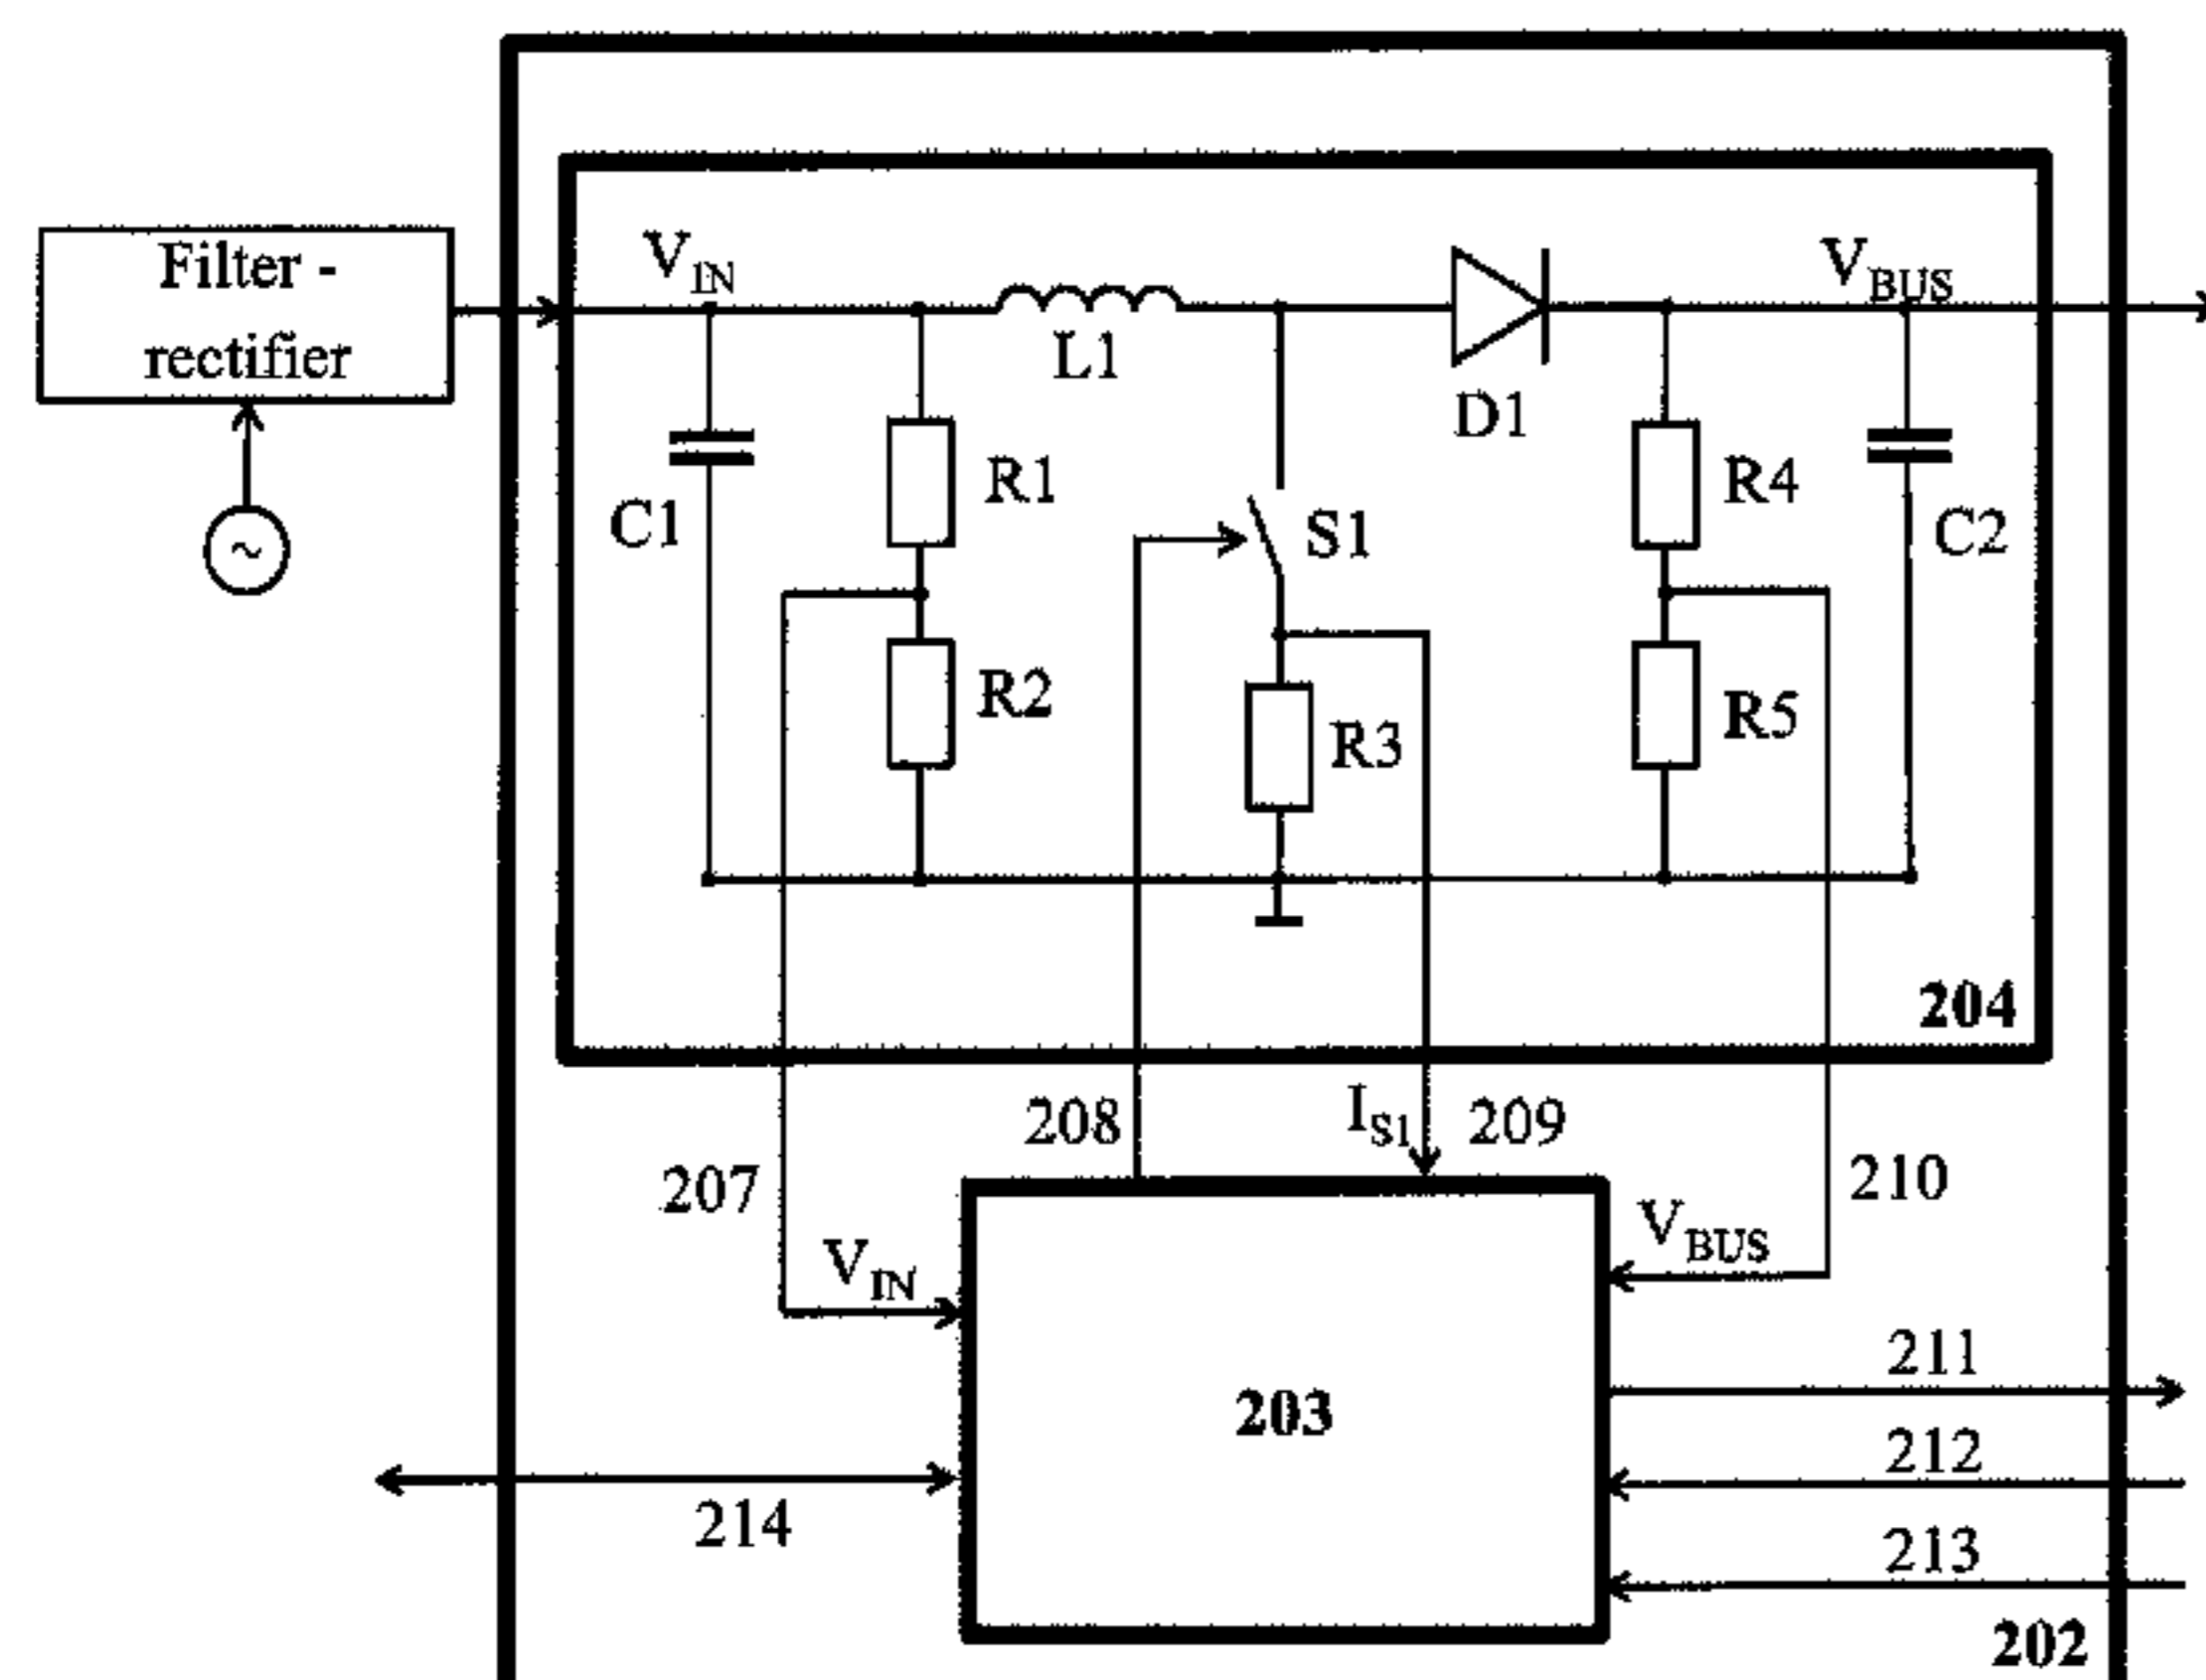 Filter -
rectifier
~
V_IN
L1
D1
V_BUS
C1
R1
S1
R4
C2
R2
R3
R5
204
208
I_S1
209
207
210
V_IN
V_BUS
203
211
212
213
214
202